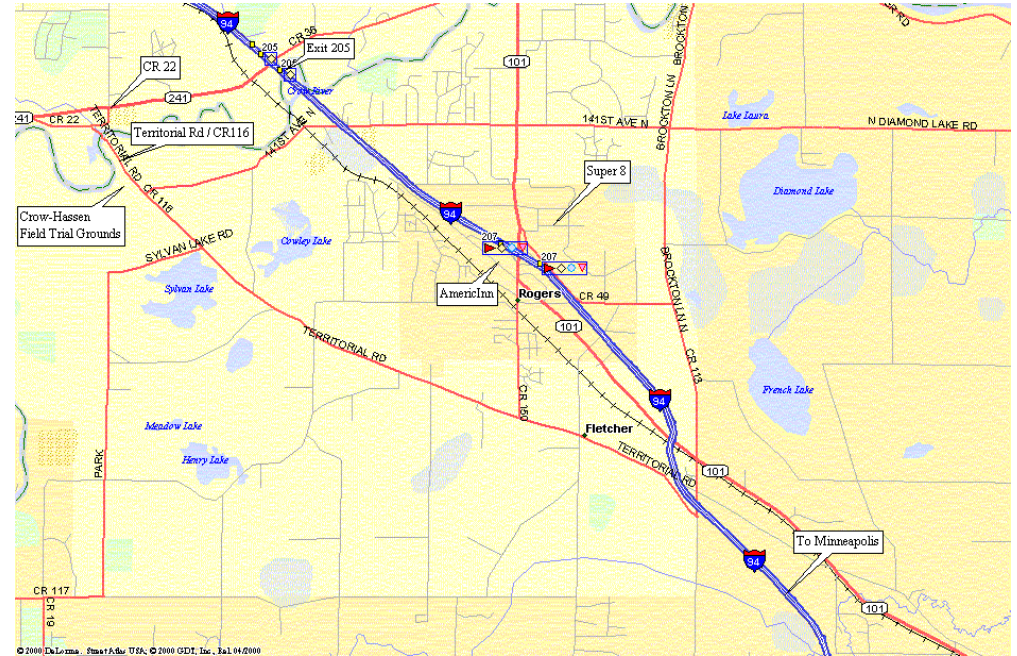 94
CR 36
205
Exit 205
205
101
BROCKTON LN
CR 22
Crow River
241
241
CR 22
Territorial Rd / CR116
141ST AVE N
141ST AVE N
Lake Laura
N DIAMOND LAKE RD
BROCKTON LN
TERRITORIAL RD
CR 116
Super 8
Diamond Lake
Crow-Hassen
Field Trial Grounds
94
SYLVAN LAKE RD
Cowley Lake
207
207
Sylvan Lake
AmericInn
Rogers
CR 49
BROCKTON LN N
101
TERRITORIAL RD
CR 113
French Lake
CR 150
94
Meadow Lake
Fletcher
Henry Lake
PARK
TERRITORIAL RD
101
To Minneapolis
94
CR 117
CR 19
101
© 2000 DeLorme. Street Atlas USA; © 2000 GDT, Inc., Rel. 04/2000